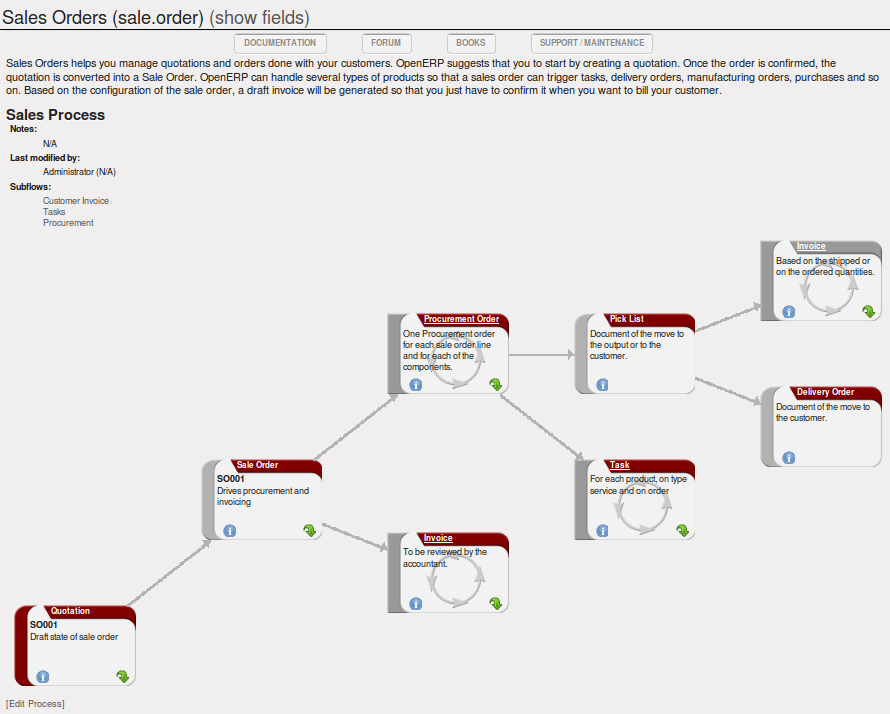 Sales Orders (sale.order) (show fields)
DOCUMENTATION
FORUM
BOOKS
SUPPORT / MAINTENANCE
Sales Orders helps you manage quotations and orders done with your customers. OpenERP suggests that you to start by creating a quotation. Once the order is confirmed, the
quotation is converted into a Sale Order. OpenERP can handle several types of products so that a sales order can trigger tasks, delivery orders, manufacturing orders, purchases and so
on. Based on the configuration of the sale order, a draft invoice will be generated so that you just have to confirm it when you want to bill your customer.
Sales Process
Notes:
N/A
Last modified by:
Administrator (N/A)
Subflows:
Customer Invoice
Tasks
Procurement
Invoice
Based on the shipped or
on the ordered quantities.
Procurement Order
One Procurement order
for each sale order line
and for each of the
components.
Pick List
Document of the move to
the output or to the
customer.
Delivery Order
Document of the move to
the customer.
Sale Order
SO001
Drives procurement and
invoicing
Task
For each product, on type
service and on order
Invoice
To be reviewed by the
accountant.
Quotation
SO001
Draft state of sale order
[Edit Process]